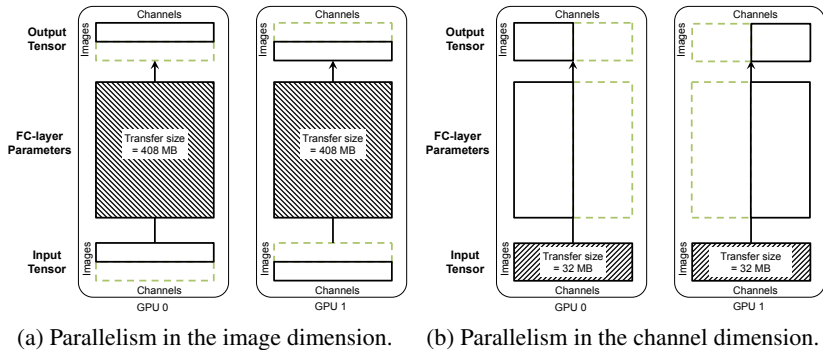 Channels
Channels
Channels
Channels
Output
Tensor
Images
Images
Output
Tensor
Images
Images
FC-layer
Parameters
Transfer size
= 408 MB
Transfer size
= 408 MB
FC-layer
Parameters
Input
Tensor
Images
Images
Input
Tensor
Images
Transfer size
= 32 MB
Images
Transfer size
= 32 MB
Channels
Channels
Channels
Channels
GPU 0
GPU 1
GPU 0
GPU 1
(a) Parallelism in the image dimension.
(b) Parallelism in the channel dimension.